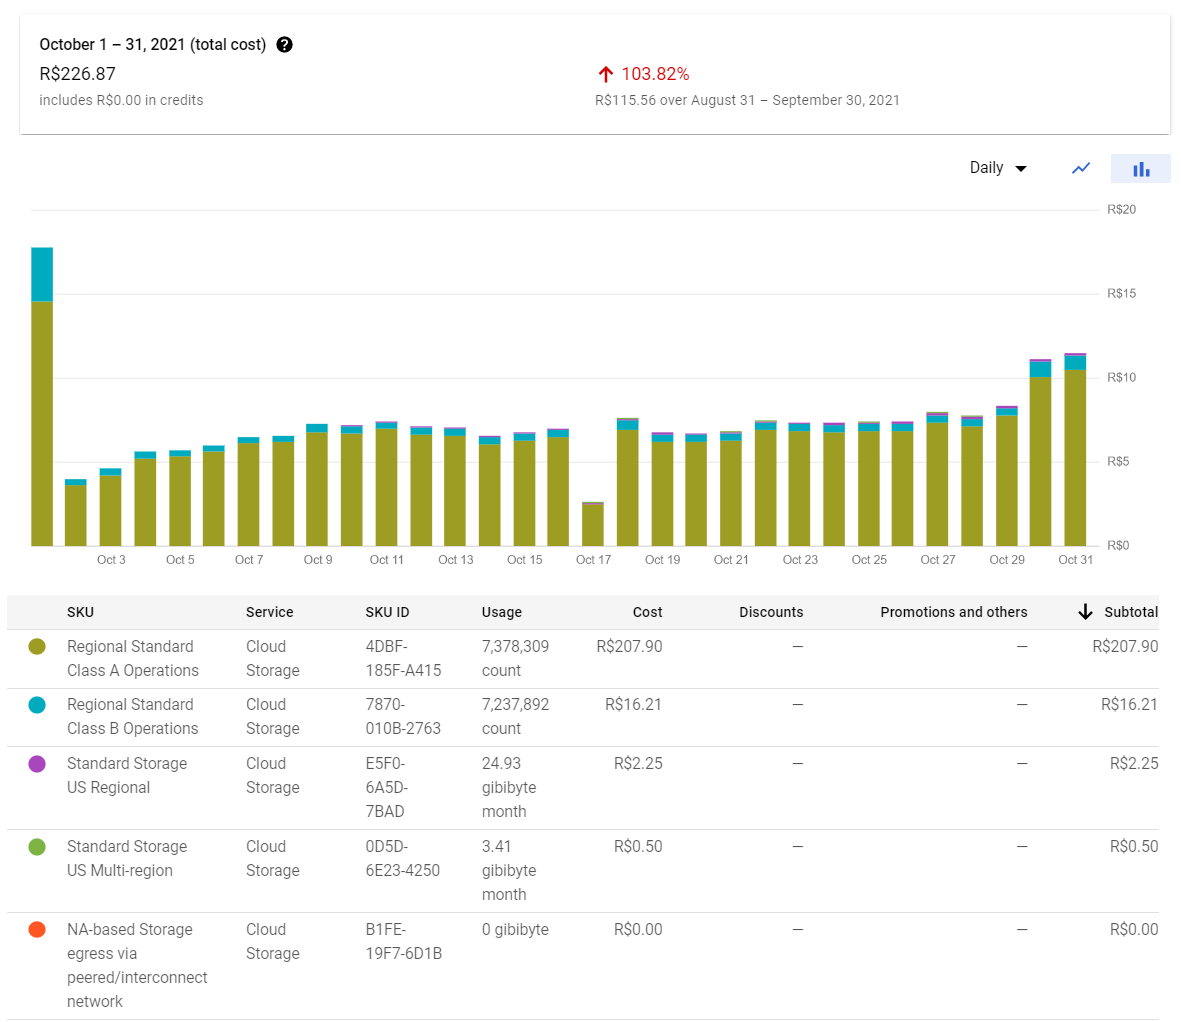 October 1 – 31, 2021 (total cost) ?
R$226.87
includes R$0.00 in credits
103.82%
R$115.56 over August 31 – September 30, 2021
Daily
R$20
R$15
R$10
R$5
R$0
Oct 3 Oct 5 Oct 7 Oct 9 Oct 11 Oct 13 Oct 15 Oct 17 Oct 19 Oct 21 Oct 23 Oct 25 Oct 27 Oct 29 Oct 31
SKU Service SKU ID Usage Cost Discounts Promotions and others Subtotal
Regional Standard Cloud 4DBF- 7,378,309 R$207.90 — — R$207.90
Class A Operations Storage 185F-A415 count
Regional Standard Cloud 7870- 7,237,892 R$16.21 — — R$16.21
Class B Operations Storage 010B-2763 count
Standard Storage Cloud E5F0- 24.93 R$2.25 — — R$2.25
US Regional Storage 6A5D- gibibyte
7BAD month
Standard Storage Cloud 0D5D- 3.41 R$0.50 — — R$0.50
US Multi-region Storage 6E23-4250 gibibyte
month
NA-based Storage Cloud B1FE- 0 gibibyte R$0.00 — — R$0.00
egress via Storage 19F7-6D1B
peered/interconnect
network